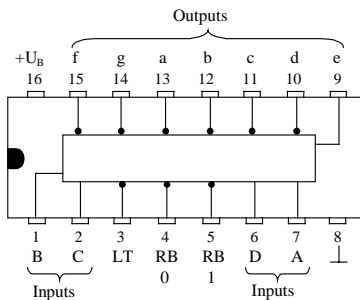 Outputs
+UB f g a b c d e
16 15 14 13 12 11 10 9
1 2 3 4 5 6 7 8
B C LT RB RB D A ⊥
0 1
Inputs Inputs